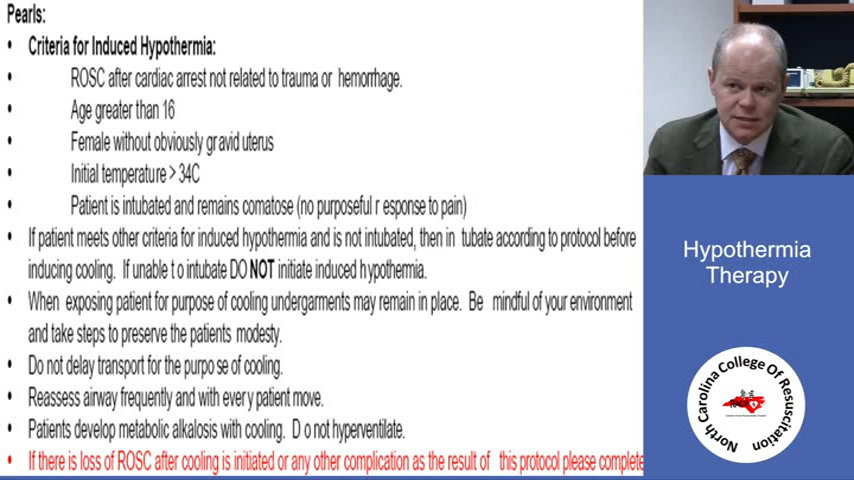 Pearls:
• Criteria for Induced Hypothermia:
• ROSC after cardiac arrest not related to trauma or hemorrhage.
• Age greater than 16
• Female without obviously gravid uterus
• Initial temperature > 34C
• Patient is intubated and remains comatose (no purposeful r esponse to pain)
• If patient meets other criteria for induced hypothermia and is not intubated, then in tubate according to protocol before
inducing cooling. If unable t o intubate DO NOT initiate induced hypothermia.
• When exposing patient for purpose of cooling undergarments may remain in place. Be mindful of your environment
and take steps to preserve the patients modesty.
• Do not delay transport for the purpo se of cooling.
• Reassess airway frequently and with every patient move.
• Patients develop metabolic alkalosis with cooling. D o not hyperventilate.
• If there is loss of ROSC after cooling is initiated or any other complication as the result of this protocol please complete
Hypothermia
Therapy
North Carolina College Of Resuscitation